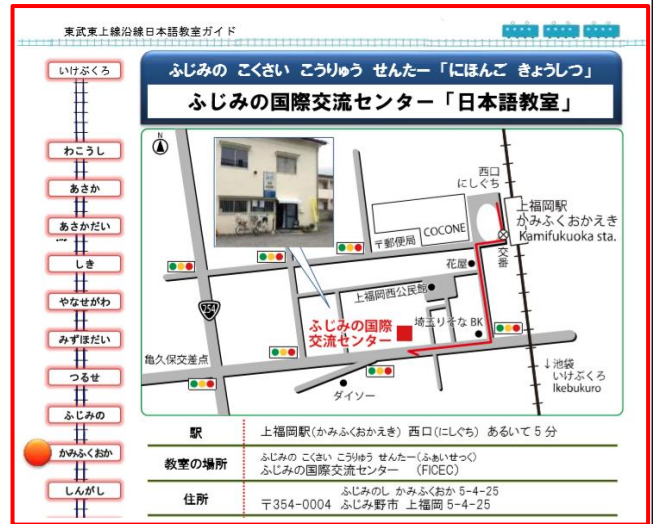 東武東上線沿線日本語教室ガイド
ふじみの こくさい こうりゅう せんたー「にほんご きょうしつ」
ふじみの国際交流センター「日本語教室」
いけぶくろ
わこうし
あさか
あさかだい
しき
やなせがわ
みずほだい
つるせ
ふじみの
かみふくおか
しんがし
N
西口
にしぐち
上福岡駅
かみふくおかえき
Kamifukuoka sta.
交番
COCONE
〒郵便局
花屋
上福岡西公民館
254
ふじみの国際
交流センター
埼玉りそな BK
亀久保交差点
ダイソー
↓池袋
いけぶくろ
Ikebukuro
駅 上福岡駅(かみふくおかえき) 西口(にしぐち) あるいて 5 分
教室の場所 ふじみの こくさい こうりゅう せんたー(ふぁいせっく)
ふじみの国際交流センター (FICEC)
住所 ふじみのし かみふくおか 5-4-25
〒354-0004 ふじみ野市 上福岡 5-4-25